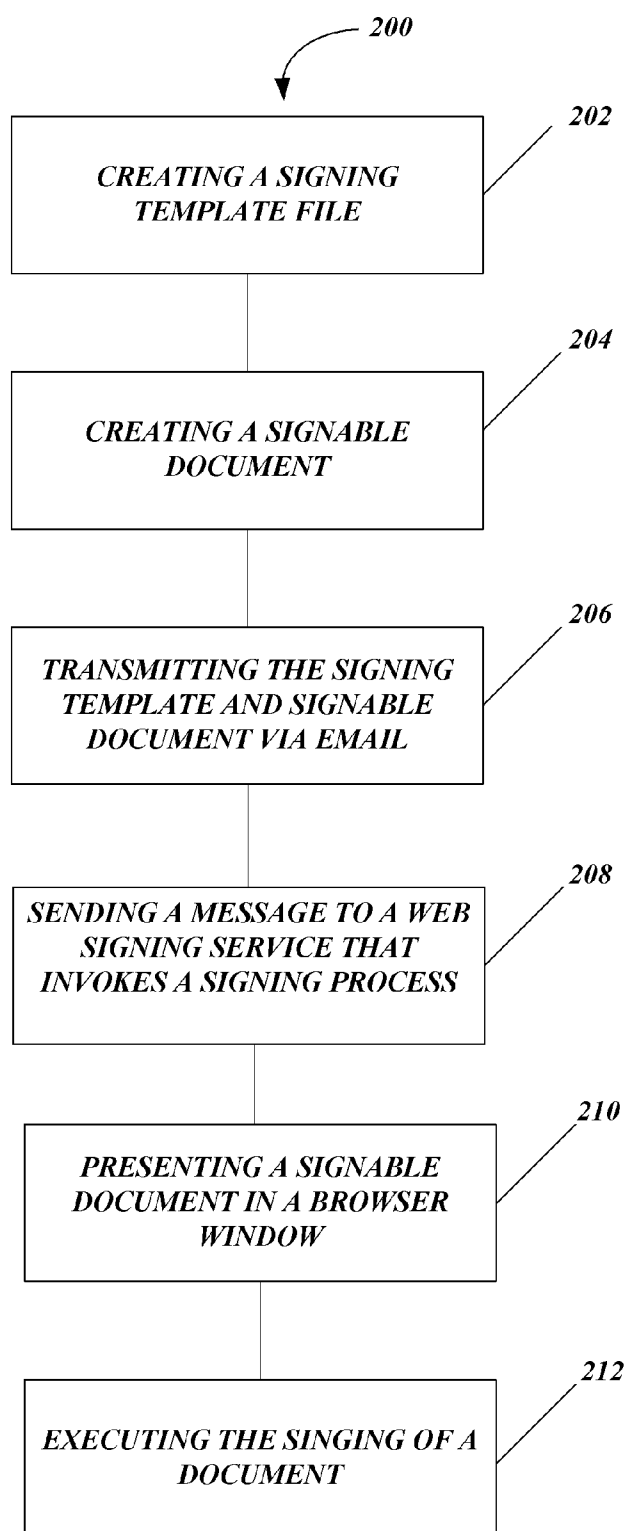 200
202
CREATING A SIGNING
TEMPLATE FILE
204
CREATING A SIGNABLE
DOCUMENT
206
TRANSMITTING THE SIGNING
TEMPLATE AND SIGNABLE
DOCUMENT VIA EMAIL
208
SENDING A MESSAGE TO A WEB
SIGNING SERVICE THAT
INVOKES A SIGNING PROCESS
210
PRESENTING A SIGNABLE
DOCUMENT IN A BROWSER
WINDOW
212
EXECUTING THE SINGING OF A
DOCUMENT